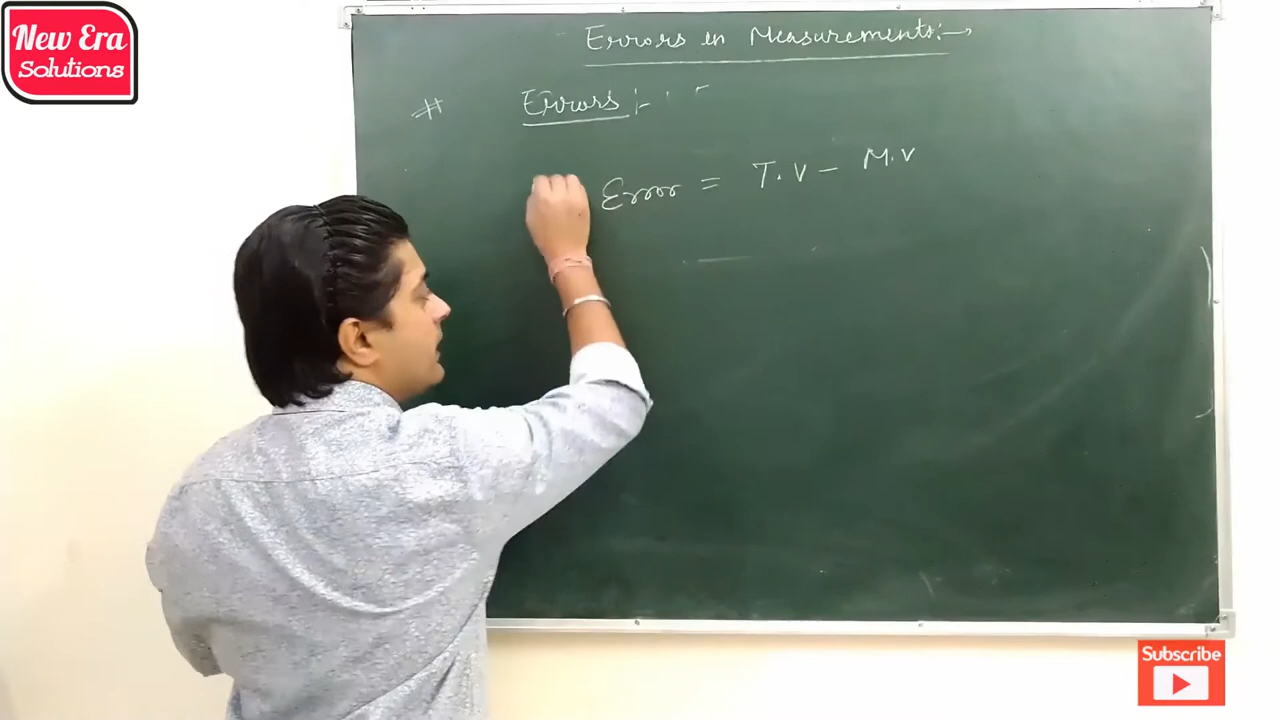 New Era
Solutions
Errors in Measurements:→
# Errors :-
Error = T.V - M.V
Subscribe